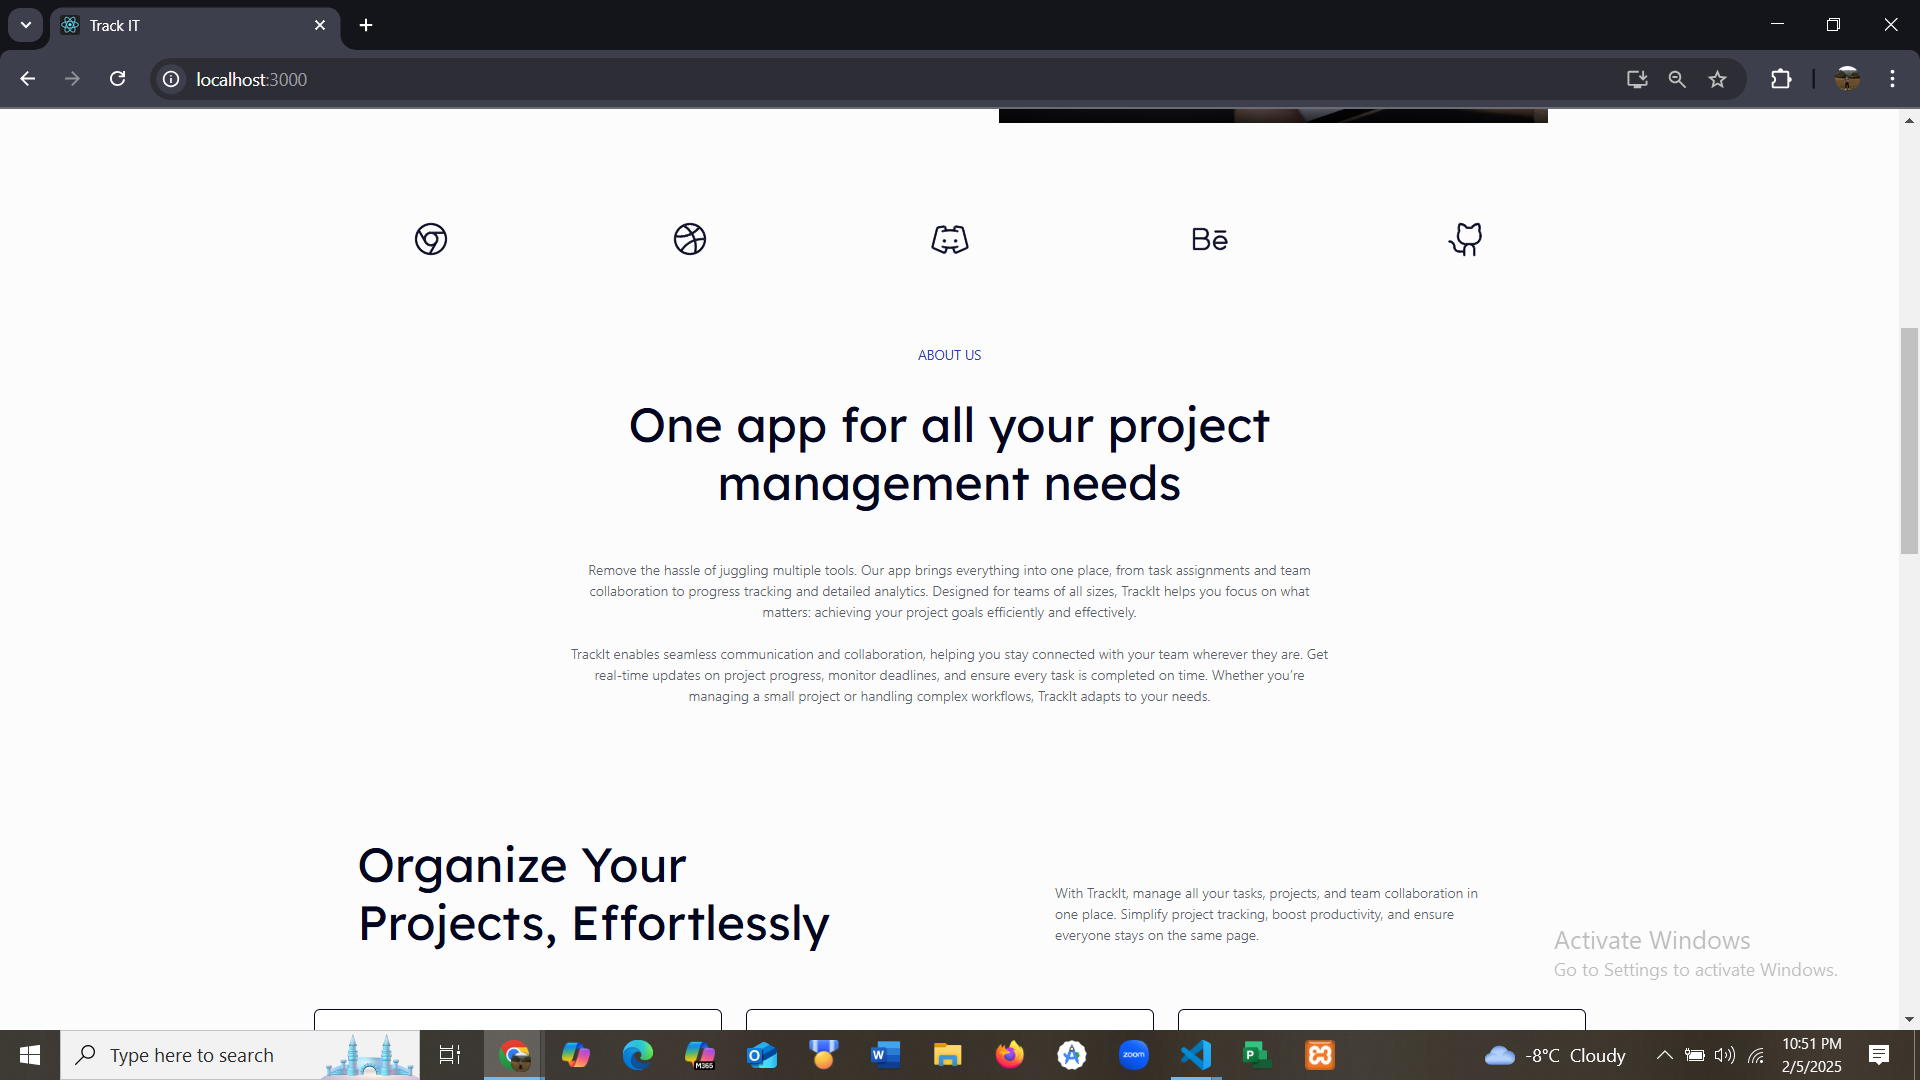 Track IT
localhost:3000
Bē
ABOUT US
One app for all your project
management needs
Remove the hassle of juggling multiple tools. Our app brings everything into one place, from task assignments and team
collaboration to progress tracking and detailed analytics. Designed for teams of all sizes, TrackIt helps you focus on what
matters: achieving your project goals efficiently and effectively.
TrackIt enables seamless communication and collaboration, helping you stay connected with your team wherever they are. Get
real-time updates on project progress, monitor deadlines, and ensure every task is completed on time. Whether you’re
managing a small project or handling complex workflows, TrackIt adapts to your needs.
Organize Your
Projects, Effortlessly
With TrackIt, manage all your tasks, projects, and team collaboration in
one place. Simplify project tracking, boost productivity, and ensure
everyone stays on the same page.
Activate Windows
Go to Settings to activate Windows.
Type here to search
M365
zoom
-8°C Cloudy
10:51 PM
2/5/2025